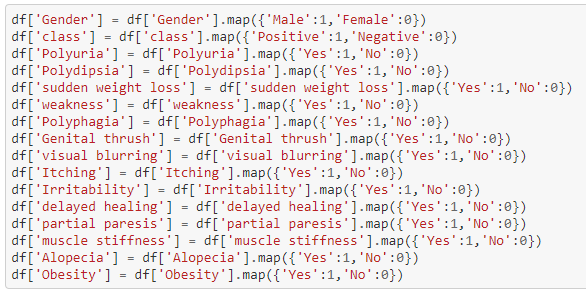 df['Gender'] = df['Gender'].map({'Male':1,'Female':0})
df['class'] = df['class'].map({'Positive':1,'Negative':0})
df['Polyuria'] = df['Polyuria'].map({'Yes':1,'No':0})
df['Polydipsia'] = df['Polydipsia'].map({'Yes':1,'No':0})
df['sudden weight loss'] = df['sudden weight loss'].map({'Yes':1,'No':0})
df['weakness'] = df['weakness'].map({'Yes':1,'No':0})
df['Polyphagia'] = df['Polyphagia'].map({'Yes':1,'No':0})
df['Genital thrush'] = df['Genital thrush'].map({'Yes':1,'No':0})
df['visual blurring'] = df['visual blurring'].map({'Yes':1,'No':0})
df['Itching'] = df['Itching'].map({'Yes':1,'No':0})
df['Irritability'] = df['Irritability'].map({'Yes':1,'No':0})
df['delayed healing'] = df['delayed healing'].map({'Yes':1,'No':0})
df['partial paresis'] = df['partial paresis'].map({'Yes':1,'No':0})
df['muscle stiffness'] = df['muscle stiffness'].map({'Yes':1,'No':0})
df['Alopecia'] = df['Alopecia'].map({'Yes':1,'No':0})
df['Obesity'] = df['Obesity'].map({'Yes':1,'No':0})